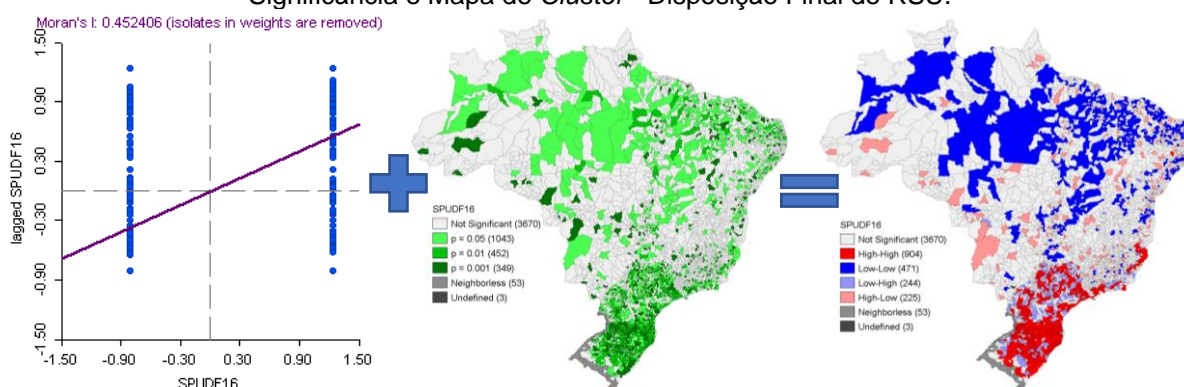 Significância e Mapa de Cluster - Disposição Final de RSU.
Moran's I: 0.452406 (isolates in weights are removed)
lagged SPUDF16
1.50
0.90
0.30
-0.30
-0.90
-1.50
-1.50 -0.90 -0.30 0.30 0.90 1.50
SPUDF16
SPUDF16
Not Significant (3670)
p = 0.05 (1043)
p = 0.01 (452)
p = 0.001 (349)
Neighborless (53)
Undefined (3)
SPUDF16
Not Significant (3670)
High-High (904)
Low-Low (471)
Low-High (244)
High-Low (225)
Neighborless (53)
Undefined (3)